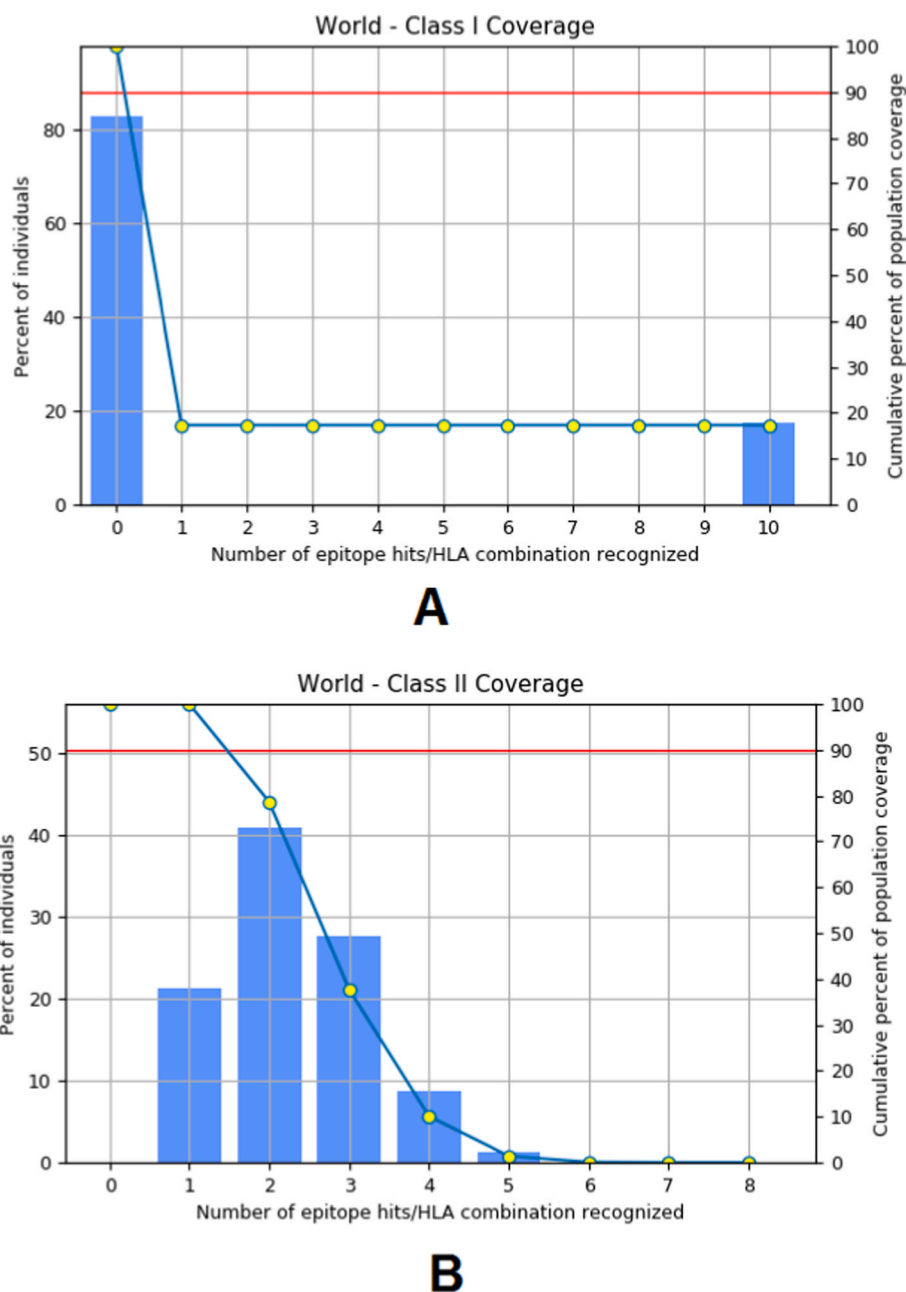 World - Class I Coverage
Percent of individuals
80
60
40
20
0
100
90
80
70
60
50
40
30
20
10
0
Cumulative percent of population coverage
0 1 2 3 4 5 6 7 8 9 10
Number of epitope hits/HLA combination recognized
A
World - Class II Coverage
Percent of individuals
50
40
30
20
10
0
100
90
80
70
60
50
40
30
20
10
0
Cumulative percent of population coverage
0 1 2 3 4 5 6 7 8
Number of epitope hits/HLA combination recognized
B